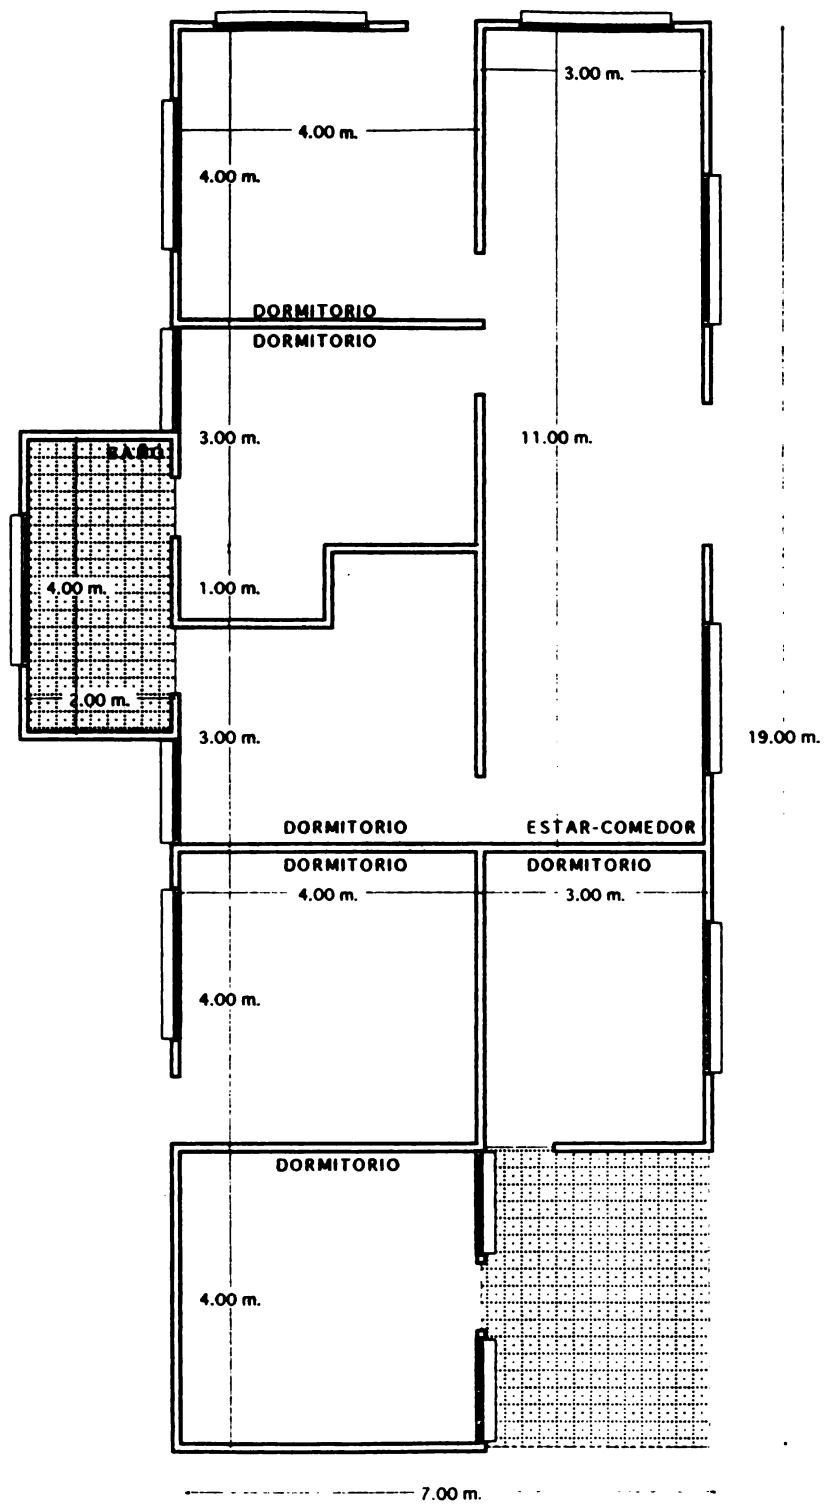 3.00 m.
4.00 m.
4.00 m.
DORMITORIO
DORMITORIO
3.00 m.
11.00 m.
BAÑO
4.00 m.
1.00 m.
2.00 m.
3.00 m.
19.00 m.
DORMITORIO
ESTAR-COMEDOR
DORMITORIO
DORMITORIO
4.00 m.
3.00 m.
4.00 m.
DORMITORIO
4.00 m.
7.00 m.